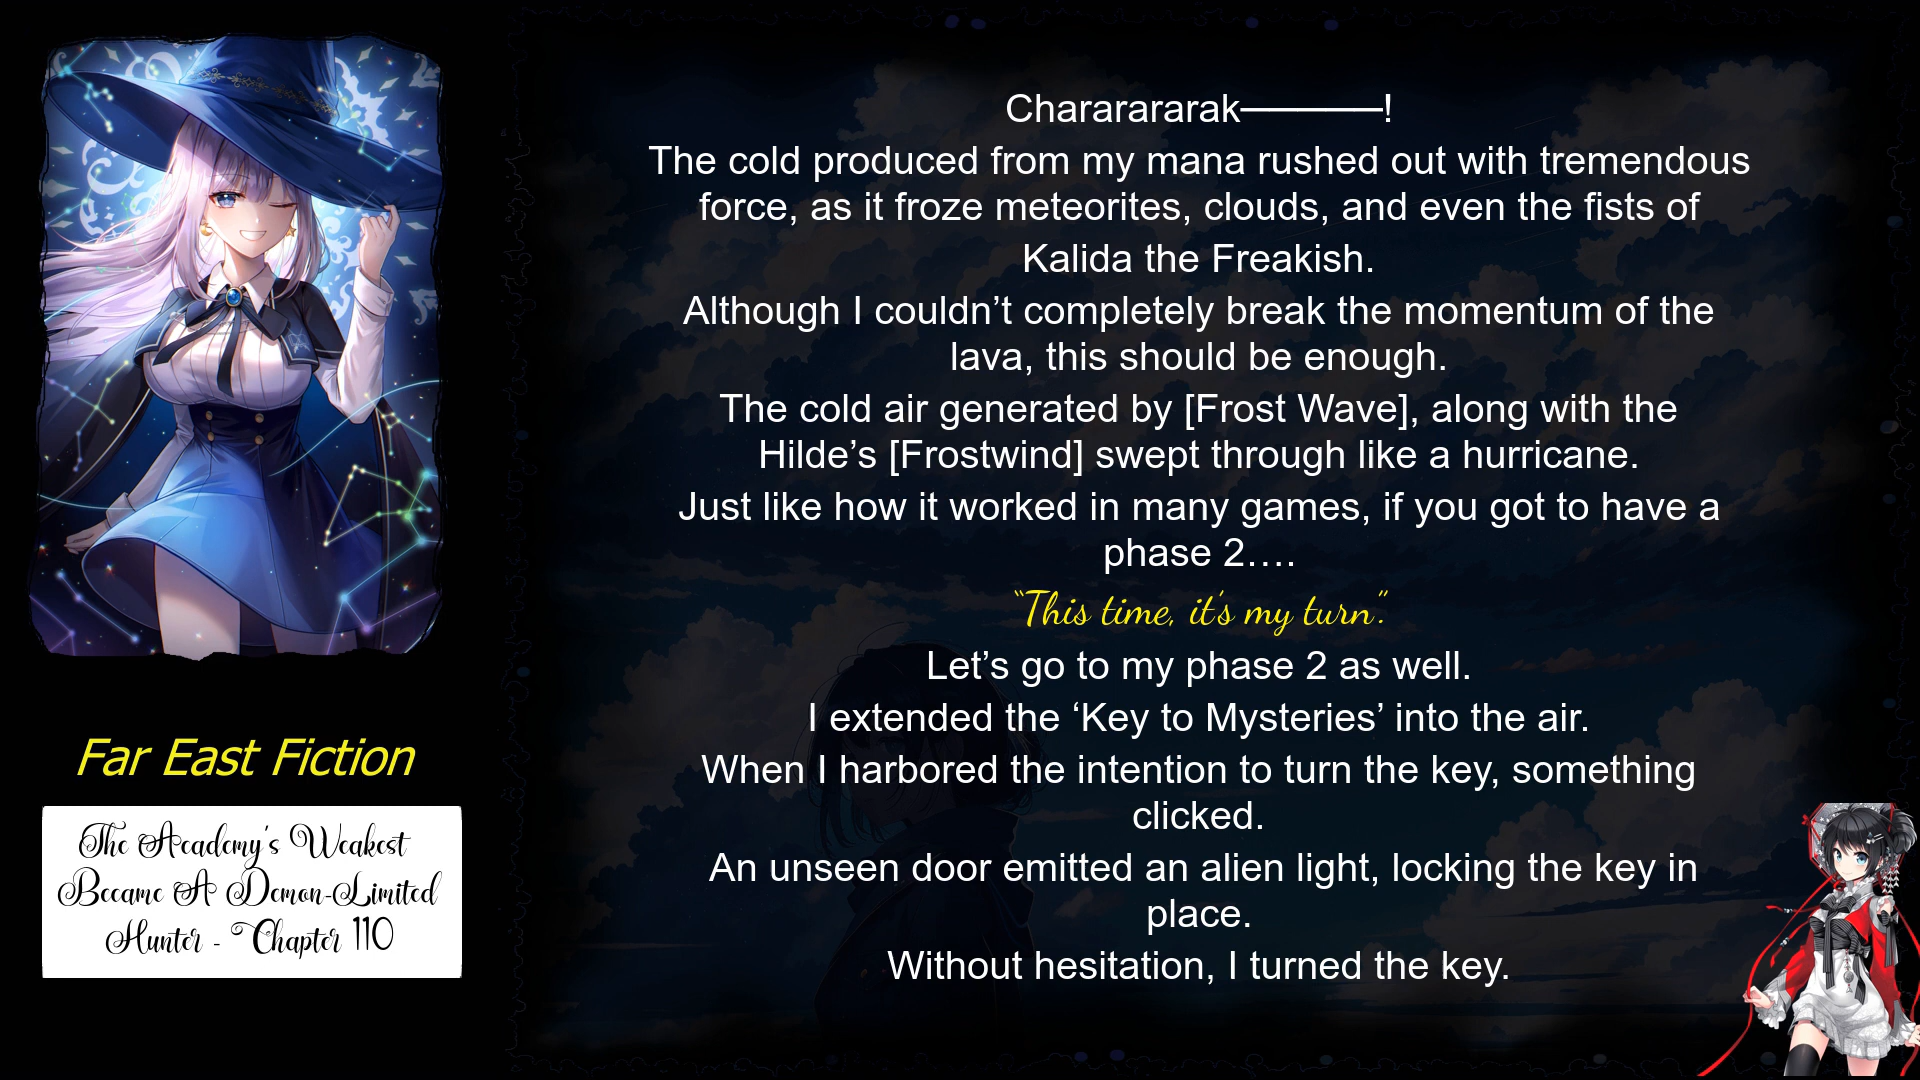 Chararararak————!
The cold produced from my mana rushed out with tremendous
force, as it froze meteorites, clouds, and even the fists of
Kalida the Freakish.
Although I couldn’t completely break the momentum of the
lava, this should be enough.
The cold air generated by [Frost Wave], along with the
Hilde’s [Frostwind] swept through like a hurricane.
Just like how it worked in many games, if you got to have a
phase 2….
“This time, it’s my turn.”
Let’s go to my phase 2 as well.
I extended the ‘Key to Mysteries’ into the air.
When I harbored the intention to turn the key, something
clicked.
An unseen door emitted an alien light, locking the key in
place.
Without hesitation, I turned the key.
Far East Fiction
The Academy's Weakest
Became A Demon-Limited
Hunter - Chapter 110